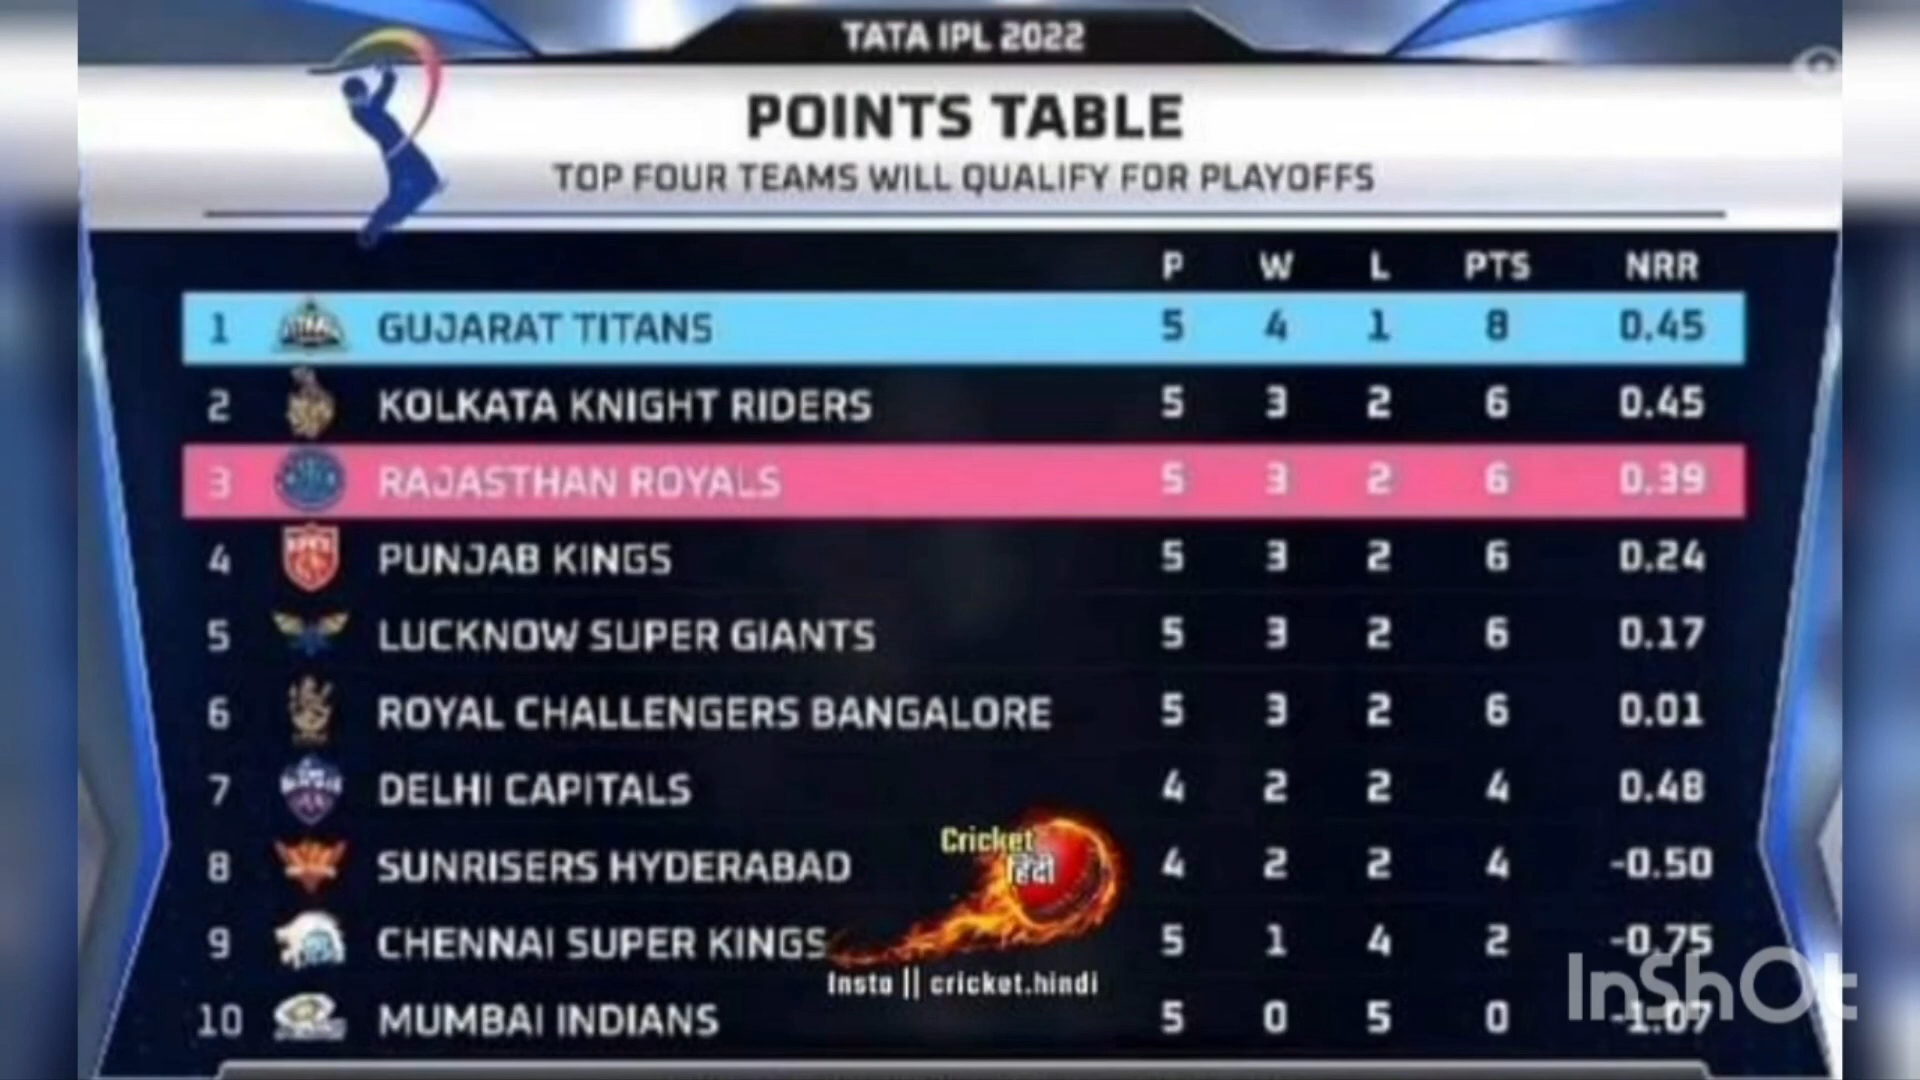 TATA IPL 2022
POINTS TABLE
TOP FOUR TEAMS WILL QUALIFY FOR PLAYOFFS
P W L PTS NRR
1 GUJARAT TITANS 5 4 1 8 0.45
2 KOLKATA KNIGHT RIDERS 5 3 2 6 0.45
3 RAJASTHAN ROYALS 5 3 2 6 0.39
4 PUNJAB KINGS 5 3 2 6 0.24
5 LUCKNOW SUPER GIANTS 5 3 2 6 0.17
6 ROYAL CHALLENGERS BANGALORE 5 3 2 6 0.01
7 DELHI CAPITALS 4 2 2 4 0.48
8 SUNRISERS HYDERABAD 4 2 2 4 -0.50
Cricket
हिंदी
9 CHENNAI SUPER KINGS 5 1 4 2 -0.75
Insta || cricket.hindi
InShOt
10 MUMBAI INDIANS 5 0 5 0 -1.07